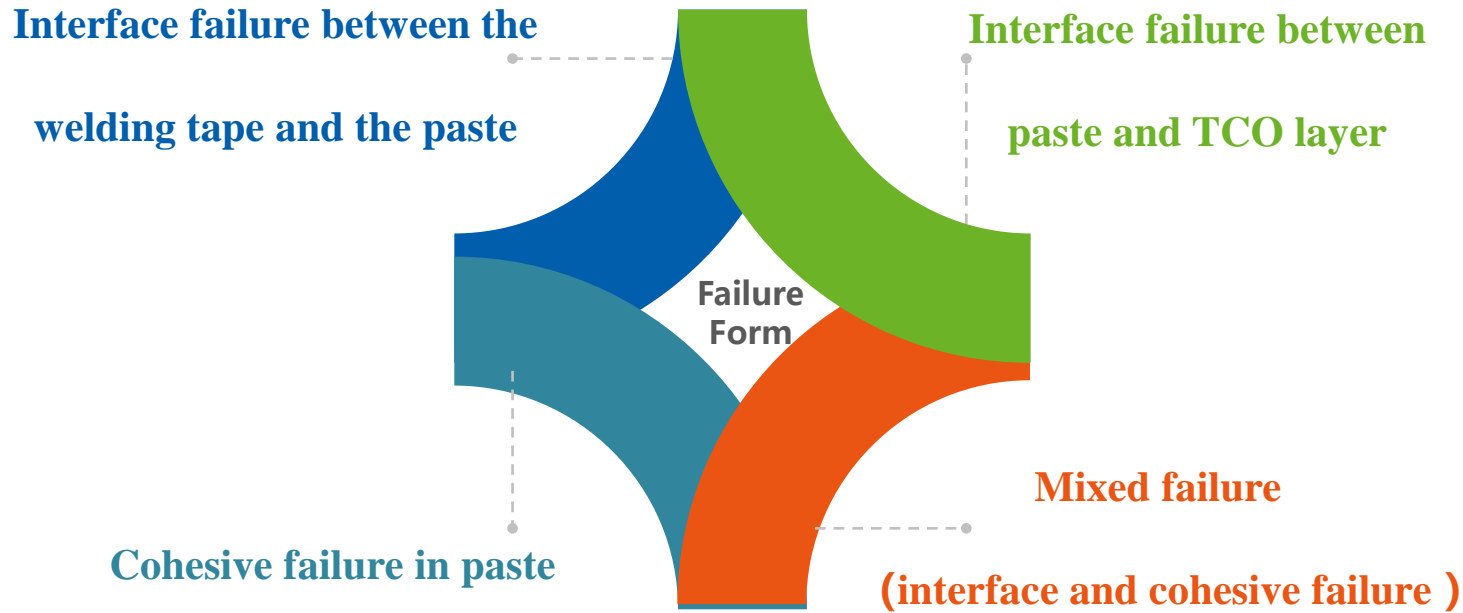 Interface failure between the
welding tape and the paste
Interface failure between
paste and TCO layer
Failure
Form
Cohesive failure in paste
Mixed failure
(interface and cohesive failure )